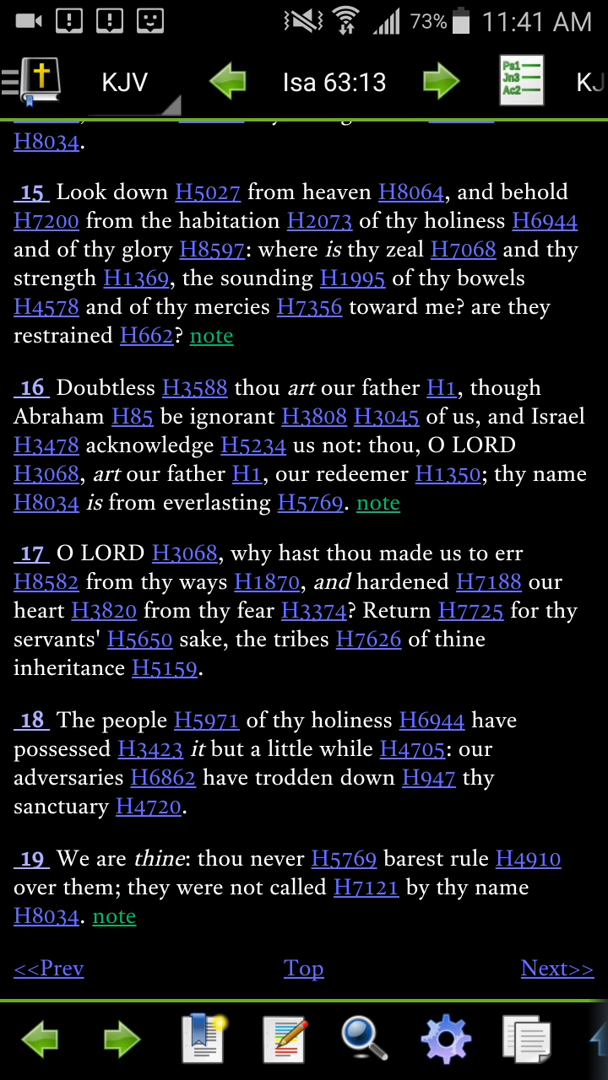 73% 11:41 AM
KJV Isa 63:13 KJ
Ps1
Jn3
Ac2
H8034.
15 Look down H5027 from heaven H8064, and behold
H7200 from the habitation H2073 of thy holiness H6944
and of thy glory H8597: where is thy zeal H7068 and thy
strength H1369, the sounding H1995 of thy bowels
H4578 and of thy mercies H7356 toward me? are they
restrained H662? note
16 Doubtless H3588 thou art our father H1, though
Abraham H85 be ignorant H3808 H3045 of us, and Israel
H3478 acknowledge H5234 us not: thou, O LORD
H3068, art our father H1, our redeemer H1350; thy name
H8034 is from everlasting H5769. note
17 O LORD H3068, why hast thou made us to err
H8582 from thy ways H1870, and hardened H7188 our
heart H3820 from thy fear H3374? Return H7725 for thy
servants' H5650 sake, the tribes H7626 of thine
inheritance H5159.
18 The people H5971 of thy holiness H6944 have
possessed H3423 it but a little while H4705: our
adversaries H6862 have trodden down H947 thy
sanctuary H4720.
19 We are thine: thou never H5769 barest rule H4910
over them; they were not called H7121 by thy name
H8034. note
<<Prev Top Next>>